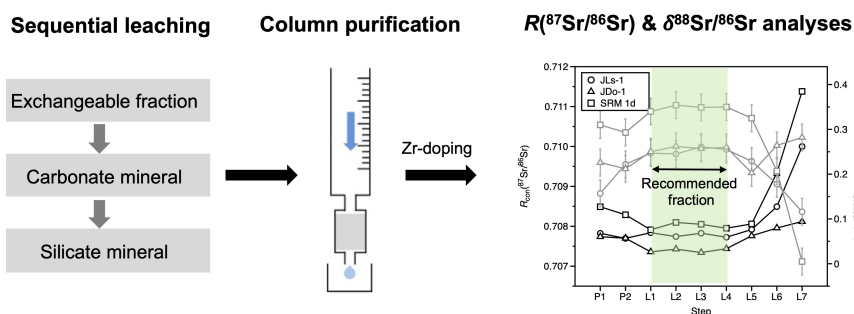 Sequential leaching
Exchangeable fraction
Carbonate mineral
Silicate mineral
Column purification
Zr-doping
R(⁸⁷Sr/⁸⁶Sr) & δ⁸⁸Sr/⁸⁶Sr analyses
JLs-1
JDo-1
SRM 1d
Recommended
fraction
0.712
0.711
0.710
0.709
0.708
0.707
R_con(⁸⁷Sr/⁸⁶Sr)
0.4
0.3
0.2
0.1
0
P1 P2 L1 L2 L3 L4 L5 L6 L7
Step